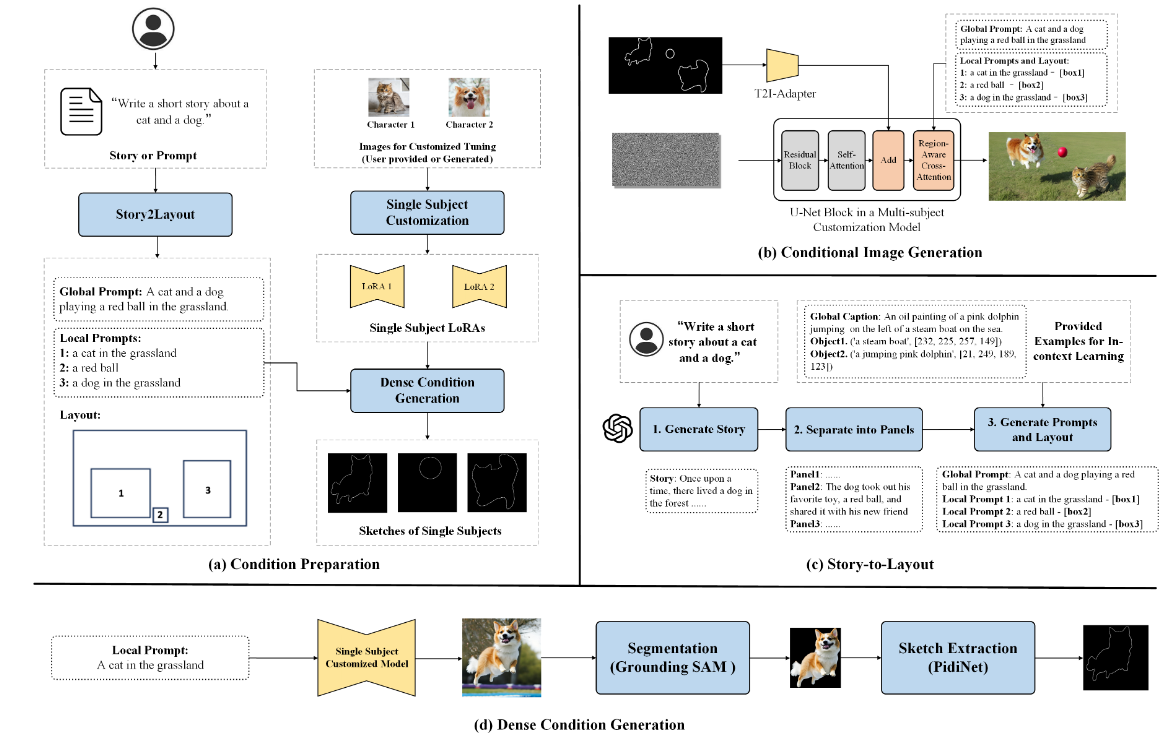 “Write a short story about a
cat and a dog.”
Story or Prompt
Story2Layout
Global Prompt: A cat and a dog
playing a red ball in the grassland.
Local Prompts:
1: a cat in the grassland
2: a red ball
3: a dog in the grassland
Layout:
1
2
3
Character 1
Character 2
Images for Customized Tuning
(User provided or Generated)
Single Subject
Customization
LoRA 1
LoRA 2
Single Subject LoRAs
Dense Condition
Generation
Sketches of Single Subjects
(a) Condition Preparation
T2I-Adapter
Global Prompt: A cat and a dog
playing a red ball in the grassland
Local Prompts and Layout:
1: a cat in the grassland - [box1]
2: a red ball - [box2]
3: a dog in the grassland - [box3]
Residual
Block
Self-
Attention
Add
Region-
Aware
Cross-
Attention
U-Net Block in a Multi-subject
Customization Model
(b) Conditional Image Generation
“Write a short
story about a cat
and a dog.”
Global Caption: An oil painting of a pink dolphin
jumping on the left of a steam boat on the sea.
Object1. ('a steam boat', [232, 225, 257, 149])
Object2. ('a jumping pink dolphin', [21, 249, 189,
123])
Provided
Examples for In-
context Learning
1. Generate Story
2. Separate into Panels
3. Generate Prompts
and Layout
Story: Once upon a
time, there lived a dog in
the forest ......
Panel1: ......
Panel2: The dog took out his
favorite toy, a red ball, and
shared it with his new friend
Panel3: ......
Global Prompt: A cat and a dog playing a red
ball in the grassland.
Local Prompt 1: a cat in the grassland - [box1]
Local Prompt 2: a red ball - [box2]
Local Prompt 3: a dog in the grassland - [box3]
(c) Story-to-Layout
Local Prompt:
A cat in the grassland
Single Subject
Customized Model
Segmentation
(Grounding SAM )
Sketch Extraction
(PidiNet)
(d) Dense Condition Generation